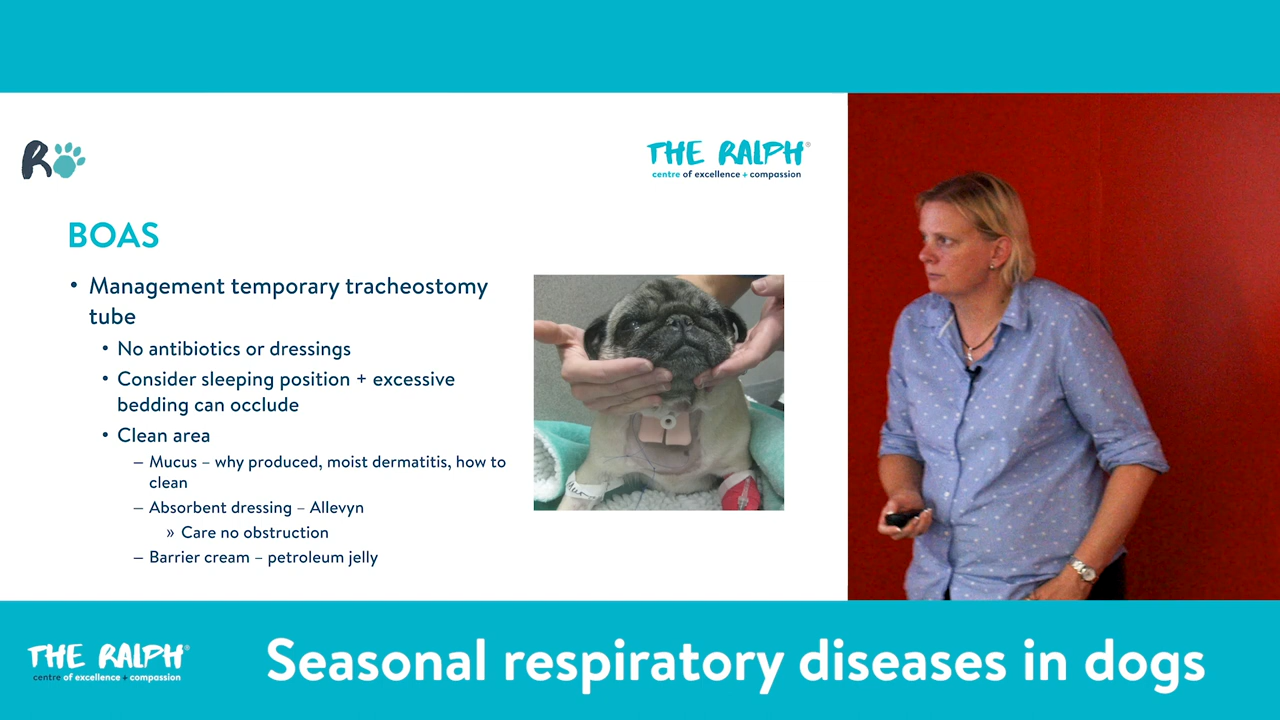 R
THE RALPH®
centre of excellence + compassion
BOAS
• Management temporary tracheostomy
tube
• No antibiotics or dressings
• Consider sleeping position + excessive
bedding can occlude
• Clean area
– Mucus – why produced, moist dermatitis, how to
clean
– Absorbent dressing – Allevyn
» Care no obstruction
– Barrier cream – petroleum jelly
THE RALPH®
centre of excellence + compassion
Seasonal respiratory diseases in dogs